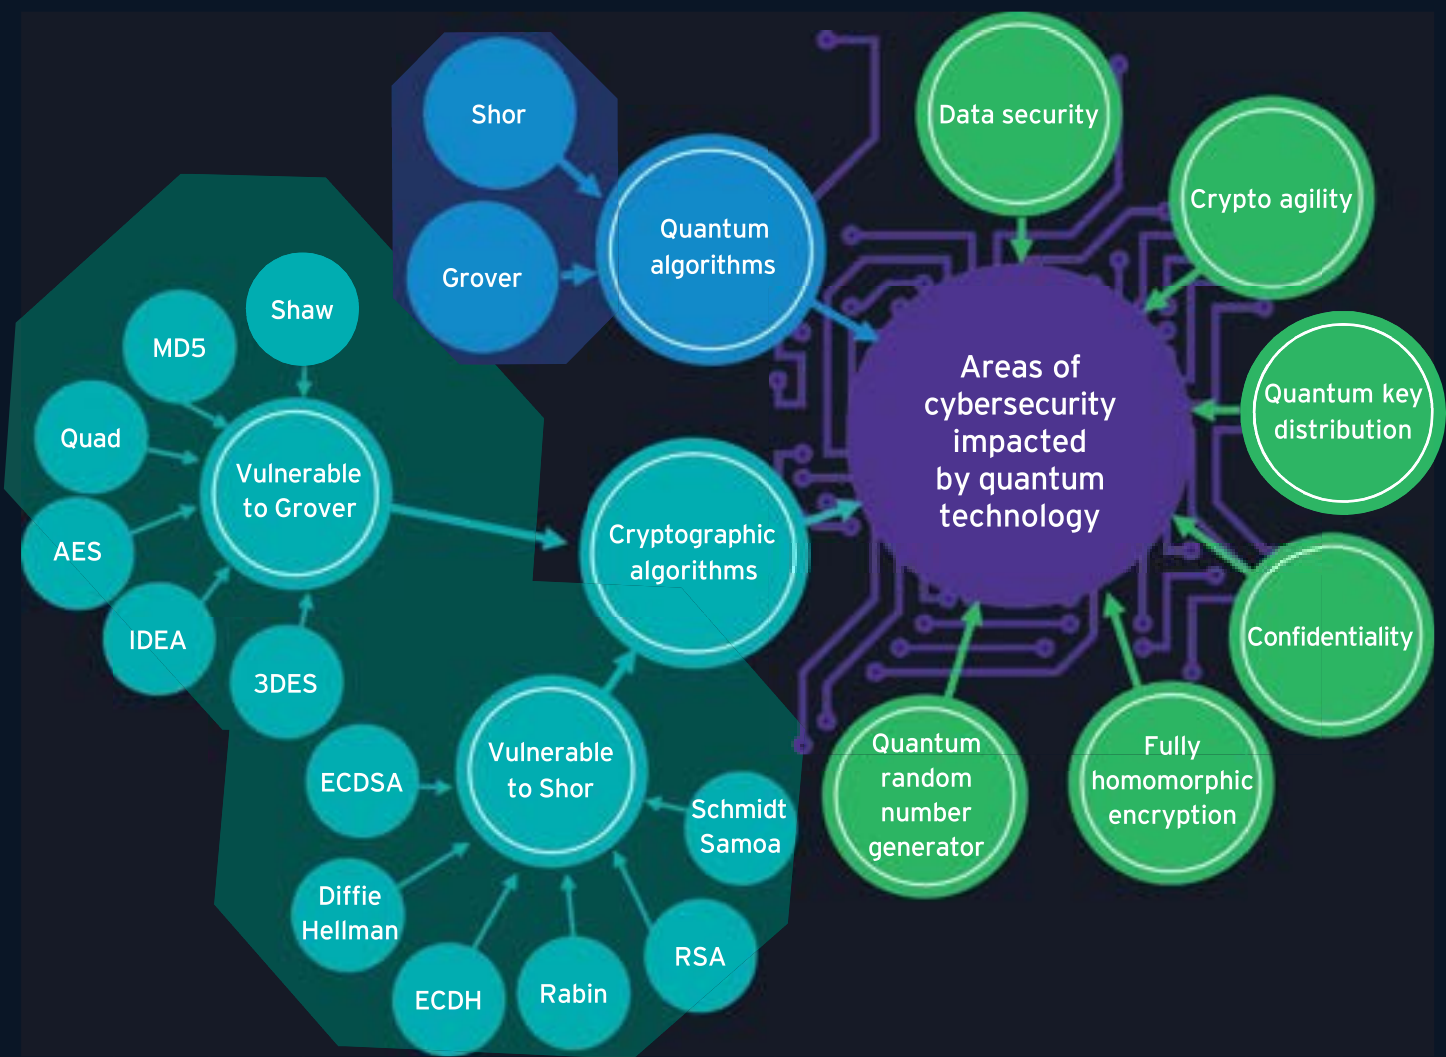 Shor
Grover
Quantum
algorithms
Data security
Crypto agility
Quantum key
distribution
Confidentiality
Fully
homomorphic
encryption
Quantum
random
number
generator
Areas of
cybersecurity
impacted
by quantum
technology
Cryptographic
algorithms
Vulnerable
to Grover
Shaw
MD5
Quad
AES
IDEA
3DES
Vulnerable
to Shor
ECDSA
Diffie
Hellman
ECDH
Rabin
RSA
Schmidt
Samoa